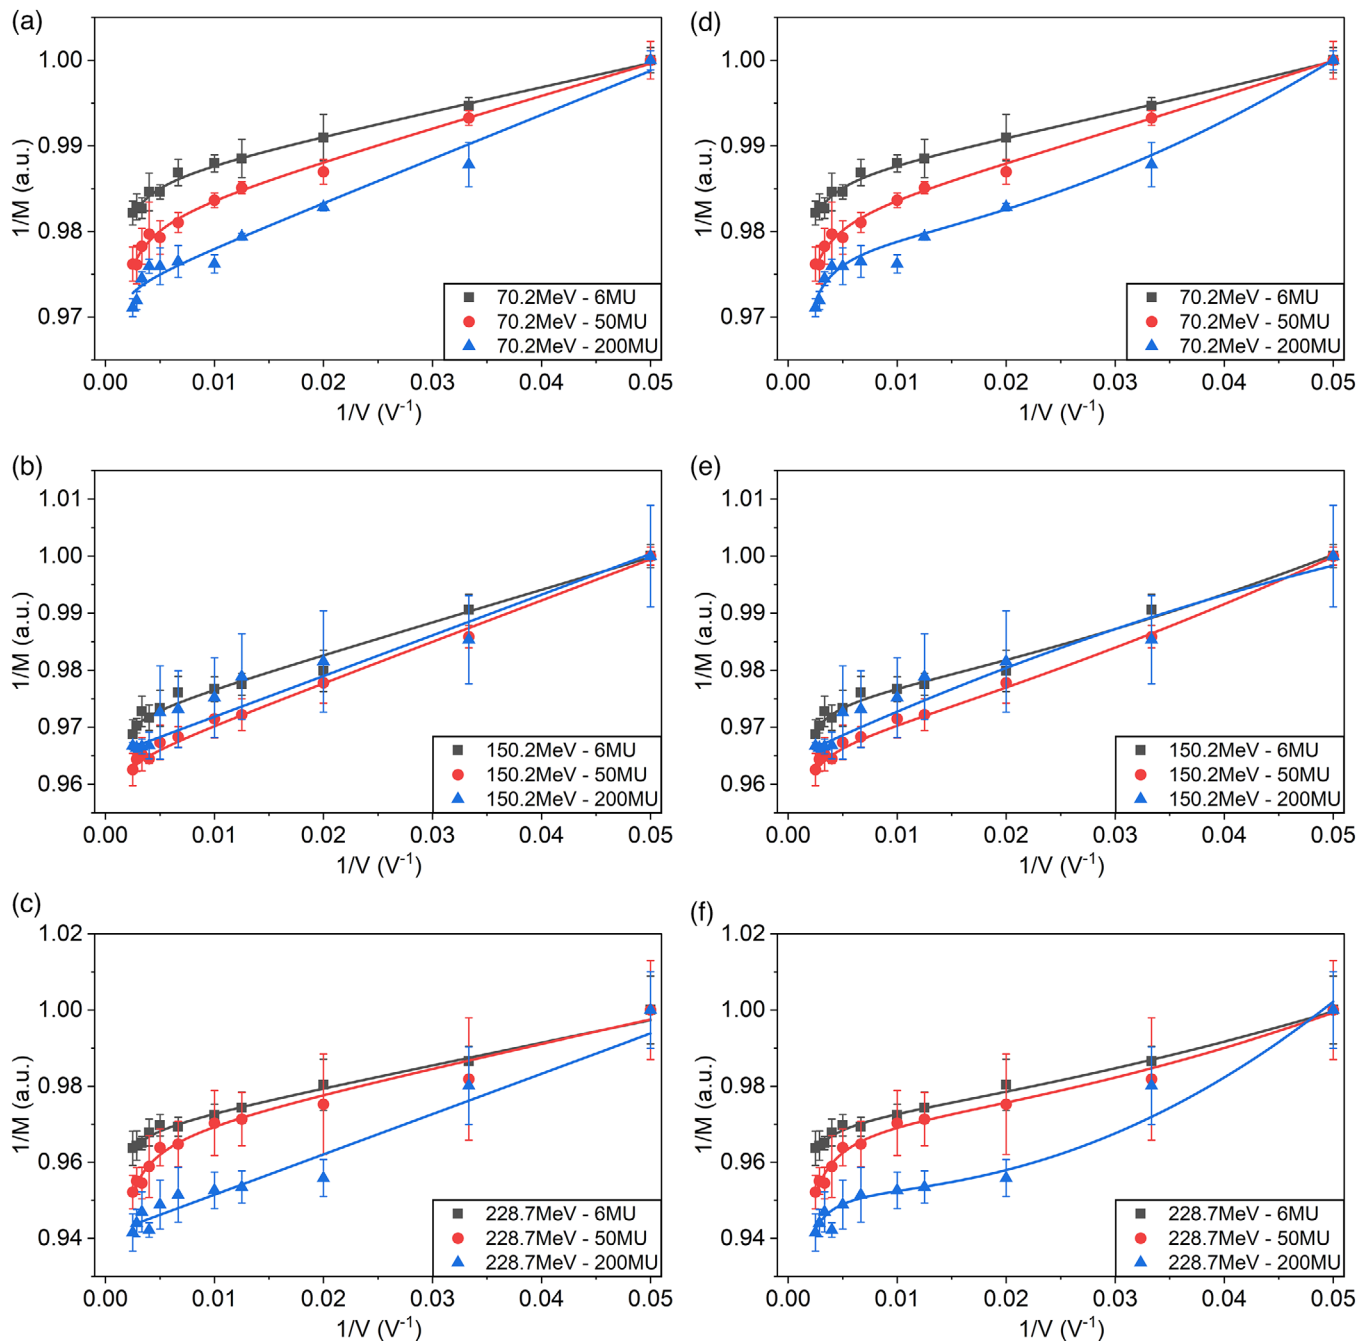 (a)
1.00
0.99
0.98
0.97
1/M (a.u.)
70.2MeV - 6MU
70.2MeV - 50MU
70.2MeV - 200MU
0.00 0.01 0.02 0.03 0.04 0.05
1/V (V⁻¹)
(d)
1.00
0.99
0.98
0.97
1/M (a.u.)
70.2MeV - 6MU
70.2MeV - 50MU
70.2MeV - 200MU
0.00 0.01 0.02 0.03 0.04 0.05
1/V (V⁻¹)
(b)
1.01
1.00
0.99
0.98
0.97
0.96
1/M (a.u.)
150.2MeV - 6MU
150.2MeV - 50MU
150.2MeV - 200MU
0.00 0.01 0.02 0.03 0.04 0.05
1/V (V⁻¹)
(e)
1.01
1.00
0.99
0.98
0.97
0.96
1/M (a.u.)
150.2MeV - 6MU
150.2MeV - 50MU
150.2MeV - 200MU
0.00 0.01 0.02 0.03 0.04 0.05
1/V (V⁻¹)
(c)
1.02
1.00
0.98
0.96
0.94
1/M (a.u.)
228.7MeV - 6MU
228.7MeV - 50MU
228.7MeV - 200MU
0.00 0.01 0.02 0.03 0.04 0.05
1/V (V⁻¹)
(f)
1.02
1.00
0.98
0.96
0.94
1/M (a.u.)
228.7MeV - 6MU
228.7MeV - 50MU
228.7MeV - 200MU
0.00 0.01 0.02 0.03 0.04 0.05
1/V (V⁻¹)